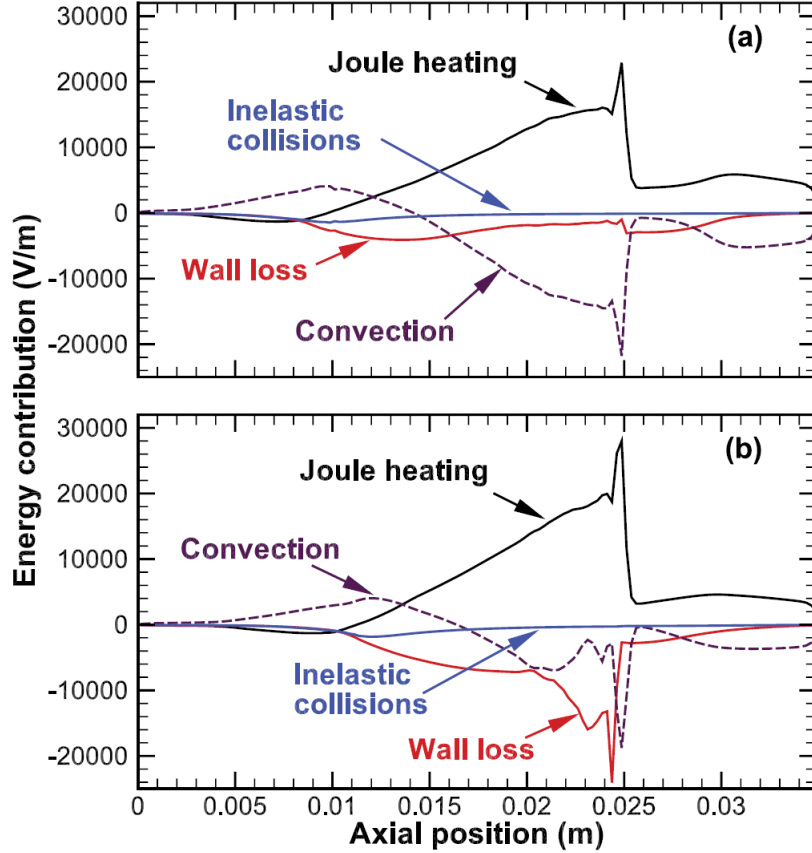 Energy contribution (V/m)
30000
20000
10000
0
-10000
-20000
(a)
Joule heating
Inelastic
collisions
Wall loss
Convection
30000
20000
10000
0
-10000
-20000
(b)
Joule heating
Convection
Inelastic
collisions
Wall loss
0
0.005
0.01
0.015
0.02
0.025
0.03
Axial position (m)